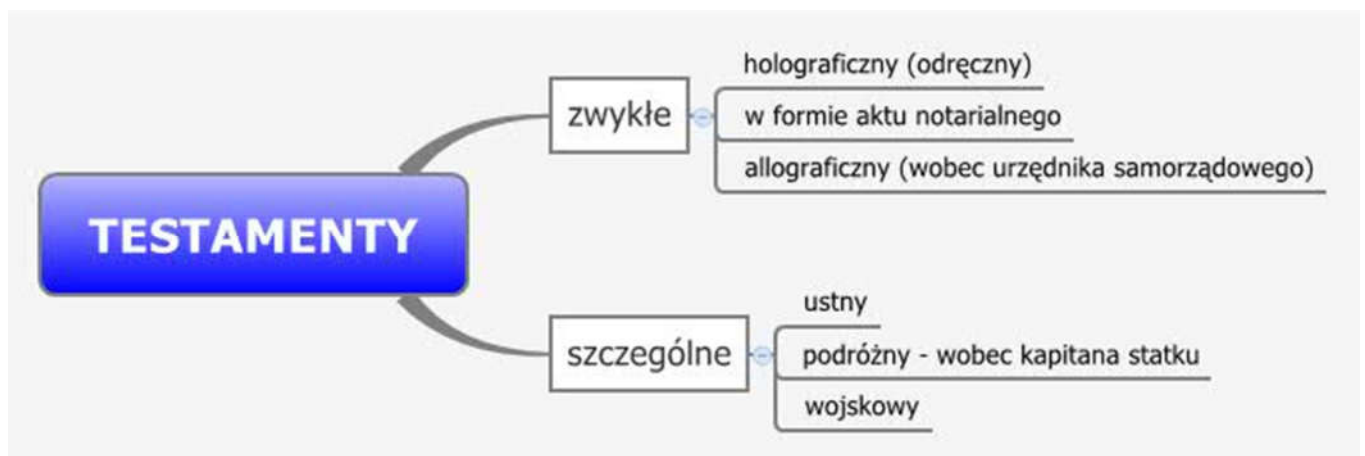 TESTAMENTY
zwykłe
holograficzny (odręczny)
w formie aktu notarialnego
allograficzny (wobec urzędnika samorządowego)
szczególne
ustny
podróżny - wobec kapitana statku
wojskowy